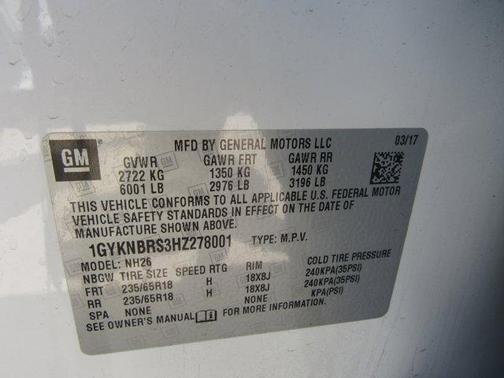 MFD BY GENERAL MOTORS LLC 03/17
GM
GVWR GAWR FRT GAWR RR
2722 KG 1350 KG 1450 KG
6001 LB 2976 LB 3196 LB
THIS VEHICLE CONFORMS TO ALL APPLICABLE U.S. FEDERAL MOTOR
VEHICLE SAFETY STANDARDS IN EFFECT ON THE DATE OF
MANUFACTURE SHOWN ABOVE.
1GYKNBRS3HZ278001 TYPE: M.P.V.
MODEL: NH26
NBGW TIRE SIZE SPEED RTG RIM COLD TIRE PRESSURE
FRT 235/65R18 H 18X8J 240KPA(35PSI)
RR 235/65R18 H 18X8J 240KPA(35PSI)
SPA NONE NONE KPA(PSI)
SEE OWNER'S MANUAL FOR MORE INFORMATION.